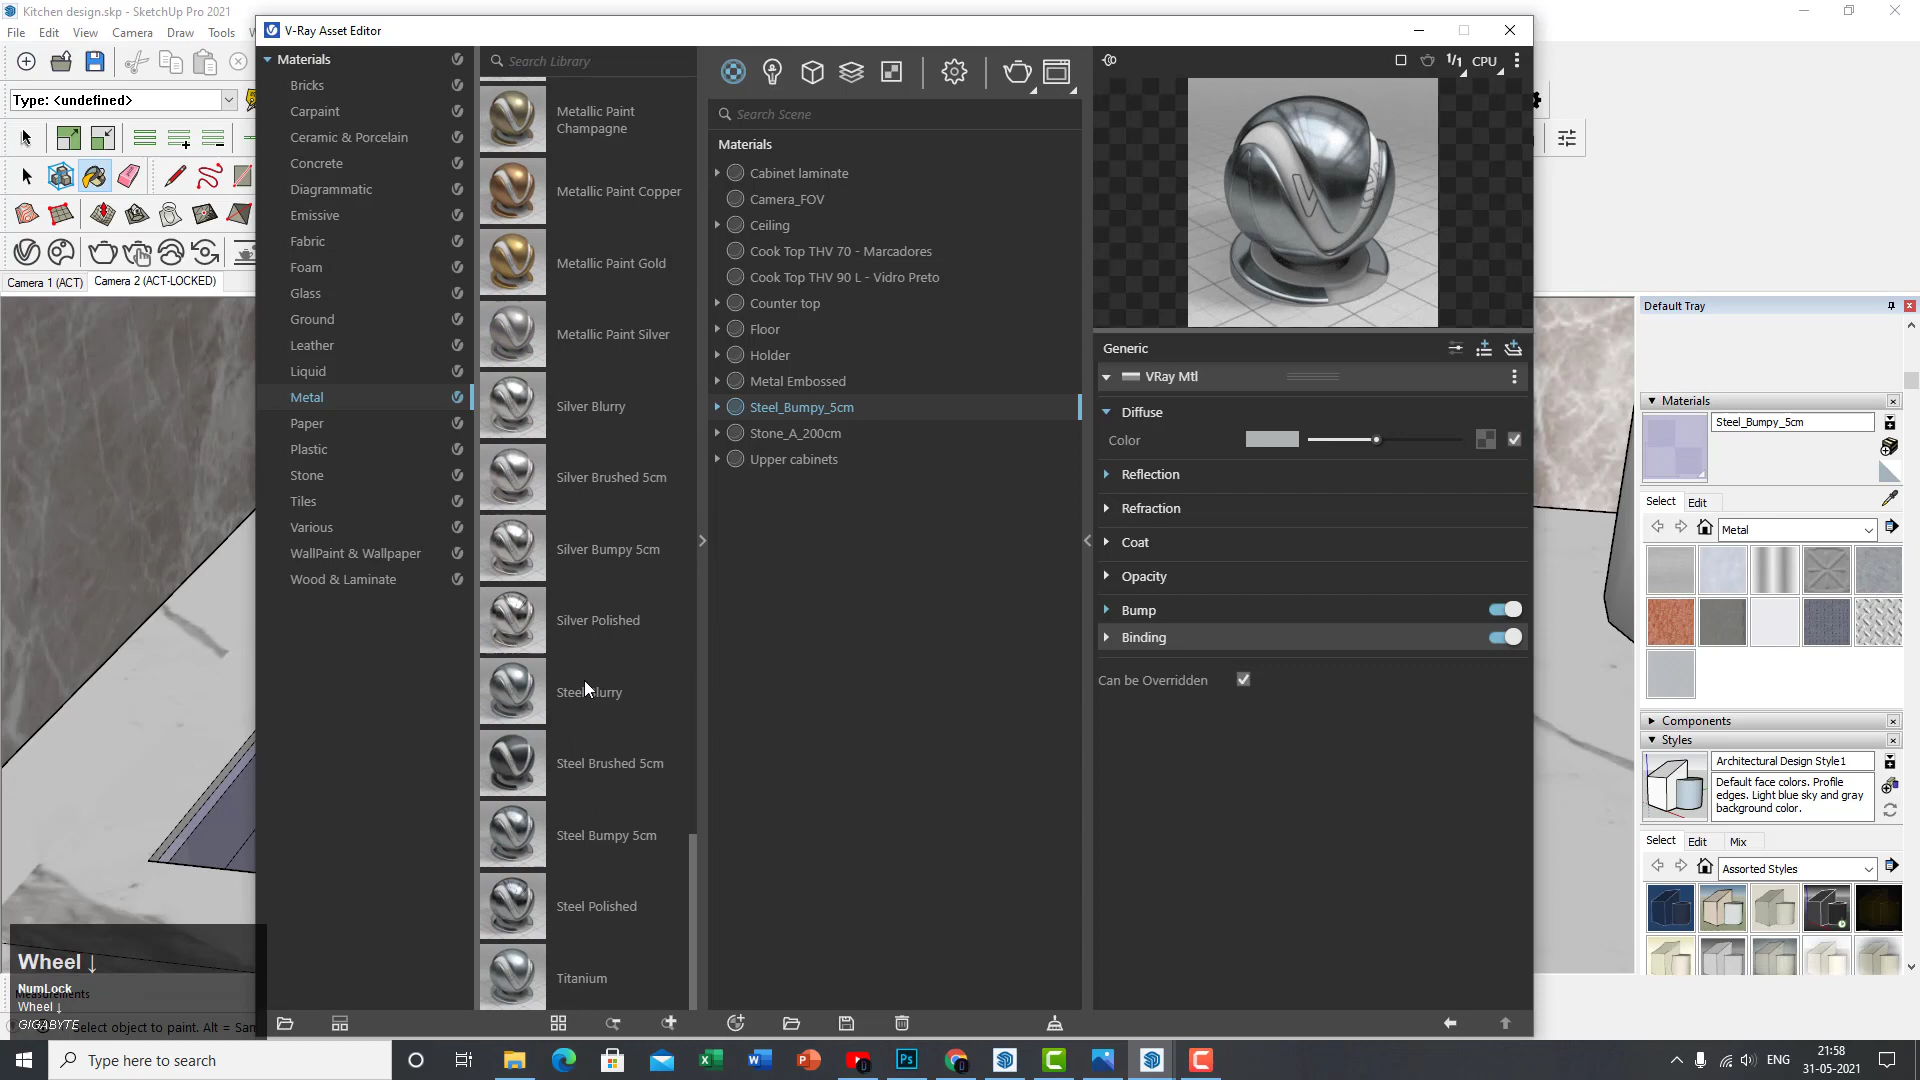 Kitchen design.skp - SketchUp Pro 2021
File Edit View Camera Draw Tools
Type: <undefined>
Camera 1 (ACT) Camera 2 (ACT-LOCKED)
V-Ray Asset Editor
Materials
Bricks
Carpaint
Ceramic & Porcelain
Concrete
Diagrammatic
Emissive
Fabric
Foam
Glass
Ground
Leather
Liquid
Metal
Paper
Plastic
Stone
Tiles
Various
WallPaint & Wallpaper
Wood & Laminate
Search Library
Metallic Paint
Champagne
Metallic Paint Copper
Metallic Paint Gold
Metallic Paint Silver
Silver Blurry
Silver Brushed 5cm
Silver Bumpy 5cm
Silver Polished
Steel Brushed 5cm
Steel Bumpy 5cm
Steel Polished
Titanium
Search Scene
Materials
Cabinet laminate
Camera_FOV
Ceiling
Cook Top THV 70 - Marcadores
Cook Top THV 90 L - Vidro Preto
Counter top
Floor
Holder
Metal Embossed
Steel_Bumpy_5cm
Stone_A_200cm
Upper cabinets
1/1 CPU
Generic
VRay Mtl
Diffuse
Color
Reflection
Refraction
Coat
Opacity
Bump
Binding
Can be Overridden
Default Tray
Materials
Steel_Bumpy_5cm
Select Edit
Metal
Components
Styles
Architectural Design Style1
Default face colors. Profile
edges. Light blue sky and gray
background color.
Select Edit Mix
Assorted Styles
Wheel ↓
NumLock
Measurements
Wheel ↓
GIGABYTE
Select object to paint. Alt = Sam
Type here to search
ENG
21:58
31-05-2021